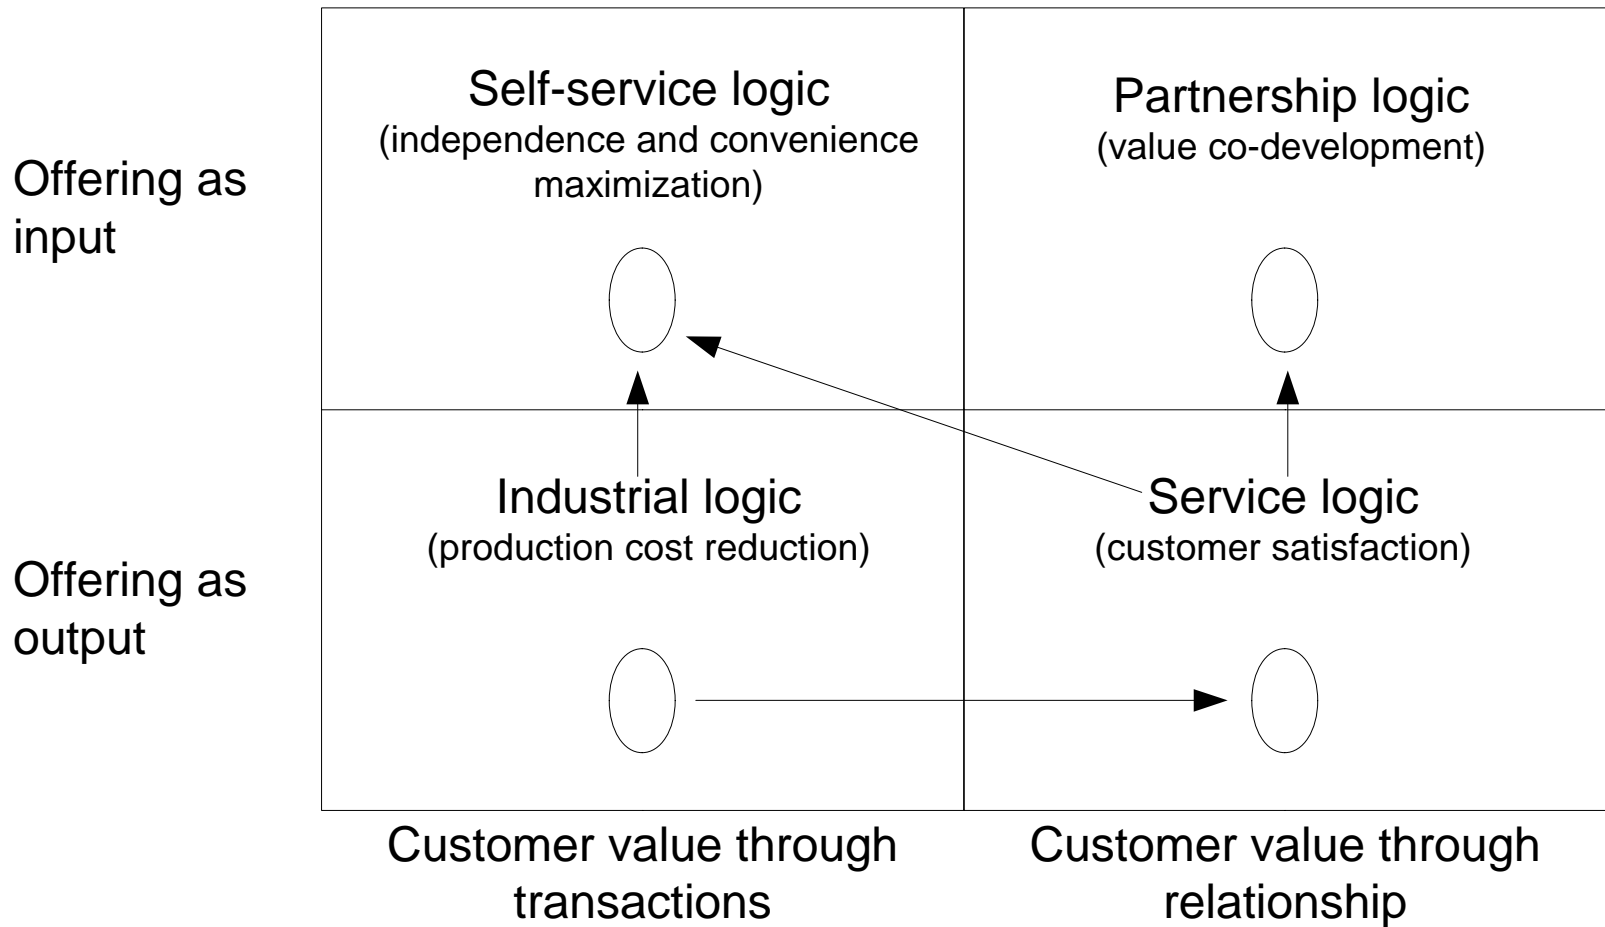 Self-service logic
(independence and convenience
maximization)
Partnership logic
(value co-development)
Offering as
input
Industrial logic
(production cost reduction)
Service logic
(customer satisfaction)
Offering as
output
Customer value through
transactions
Customer value through
relationship